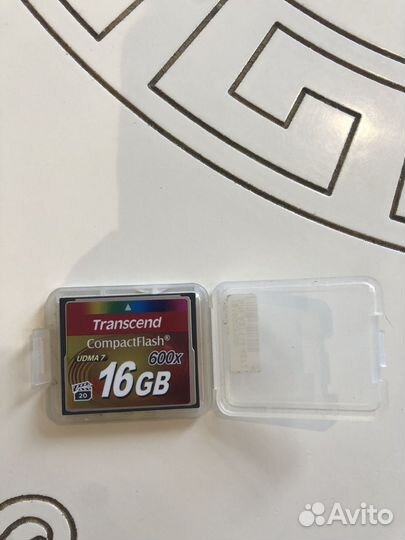 Transcend
CompactFlash®
UDMA 7
600x
20
16GB
Avito